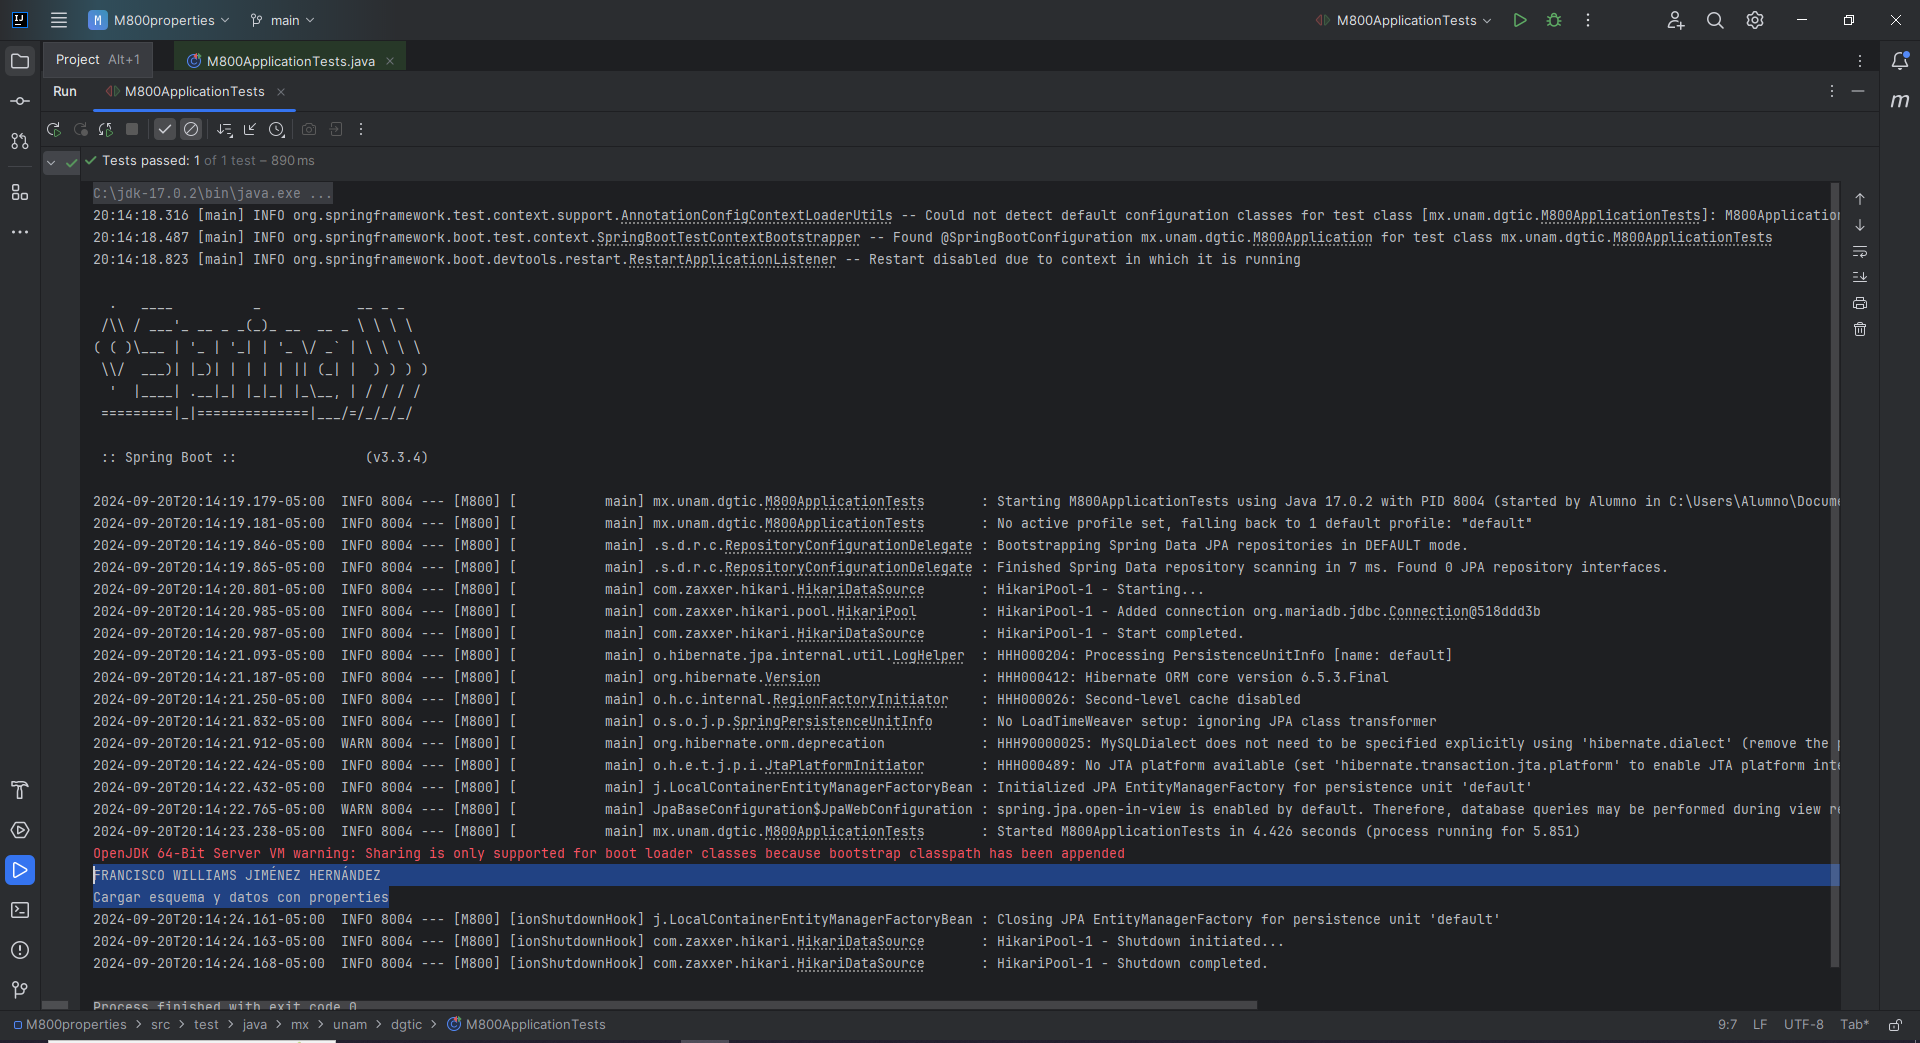 M M800properties main M800ApplicationTests
Project Alt+1 M800ApplicationTests.java
Run M800ApplicationTests
Tests passed: 1 of 1 test – 890 ms
C:\jdk-17.0.2\bin\java.exe ...
20:14:18.316 [main] INFO org.springframework.test.context.support.AnnotationConfigContextLoaderUtils -- Could not detect default configuration classes for test class [mx.unam.dgtic.M800ApplicationTests]: M800Application
20:14:18.487 [main] INFO org.springframework.boot.test.context.SpringBootTestContextBootstrapper -- Found @SpringBootConfiguration mx.unam.dgtic.M800Application for test class mx.unam.dgtic.M800ApplicationTests
20:14:18.823 [main] INFO org.springframework.boot.devtools.restart.RestartApplicationListener -- Restart disabled due to context in which it is running
  .   ____          _            __ _ _
 /\\ / ___'_ __ _ _(_)_ __  __ _ \ \ \ \
( ( )\___ | '_ | '_| | '_ \/ _` | \ \ \ \
 \\/  ___)| |_)| | | | | || (_| |  ) ) ) )
  '  |____| .__|_| |_|_| |_\__, | / / / /
 =========|_|==============|___/=/_/_/_/
 :: Spring Boot ::                (v3.3.4)
2024-09-20T20:14:19.179-05:00  INFO 8004 --- [M800] [           main] mx.unam.dgtic.M800ApplicationTests       : Starting M800ApplicationTests using Java 17.0.2 with PID 8004 (started by Alumno in C:\Users\Alumno\Docume
2024-09-20T20:14:19.181-05:00  INFO 8004 --- [M800] [           main] mx.unam.dgtic.M800ApplicationTests       : No active profile set, falling back to 1 default profile: "default"
2024-09-20T20:14:19.846-05:00  INFO 8004 --- [M800] [           main] .s.d.r.c.RepositoryConfigurationDelegate : Bootstrapping Spring Data JPA repositories in DEFAULT mode.
2024-09-20T20:14:19.865-05:00  INFO 8004 --- [M800] [           main] .s.d.r.c.RepositoryConfigurationDelegate : Finished Spring Data repository scanning in 7 ms. Found 0 JPA repository interfaces.
2024-09-20T20:14:20.801-05:00  INFO 8004 --- [M800] [           main] com.zaxxer.hikari.HikariDataSource       : HikariPool-1 - Starting...
2024-09-20T20:14:20.985-05:00  INFO 8004 --- [M800] [           main] com.zaxxer.hikari.pool.HikariPool        : HikariPool-1 - Added connection org.mariadb.jdbc.Connection@518ddd3b
2024-09-20T20:14:20.987-05:00  INFO 8004 --- [M800] [           main] com.zaxxer.hikari.HikariDataSource       : HikariPool-1 - Start completed.
2024-09-20T20:14:21.093-05:00  INFO 8004 --- [M800] [           main] o.hibernate.jpa.internal.util.LogHelper  : HHH000204: Processing PersistenceUnitInfo [name: default]
2024-09-20T20:14:21.187-05:00  INFO 8004 --- [M800] [           main] org.hibernate.Version                    : HHH000412: Hibernate ORM core version 6.5.3.Final
2024-09-20T20:14:21.250-05:00  INFO 8004 --- [M800] [           main] o.h.c.internal.RegionFactoryInitiator    : HHH000026: Second-level cache disabled
2024-09-20T20:14:21.832-05:00  INFO 8004 --- [M800] [           main] o.s.o.j.p.SpringPersistenceUnitInfo      : No LoadTimeWeaver setup: ignoring JPA class transformer
2024-09-20T20:14:21.912-05:00  WARN 8004 --- [M800] [           main] org.hibernate.orm.deprecation            : HHH90000025: MySQLDialect does not need to be specified explicitly using 'hibernate.dialect' (remove the p
2024-09-20T20:14:22.424-05:00  INFO 8004 --- [M800] [           main] o.h.e.t.j.p.i.JtaPlatformInitiator       : HHH000489: No JTA platform available (set 'hibernate.transaction.jta.platform' to enable JTA platform inte
2024-09-20T20:14:22.432-05:00  INFO 8004 --- [M800] [           main] j.LocalContainerEntityManagerFactoryBean : Initialized JPA EntityManagerFactory for persistence unit 'default'
2024-09-20T20:14:22.765-05:00  WARN 8004 --- [M800] [           main] JpaBaseConfiguration$JpaWebConfiguration : spring.jpa.open-in-view is enabled by default. Therefore, database queries may be performed during view re
2024-09-20T20:14:23.238-05:00  INFO 8004 --- [M800] [           main] mx.unam.dgtic.M800ApplicationTests       : Started M800ApplicationTests in 4.426 seconds (process running for 5.851)
OpenJDK 64-Bit Server VM warning: Sharing is only supported for boot loader classes because bootstrap classpath has been appended
FRANCISCO WILLIAMS JIMÉNEZ HERNÁNDEZ
Cargar esquema y datos con properties
2024-09-20T20:14:24.161-05:00  INFO 8004 --- [M800] [ionShutdownHook] j.LocalContainerEntityManagerFactoryBean : Closing JPA EntityManagerFactory for persistence unit 'default'
2024-09-20T20:14:24.163-05:00  INFO 8004 --- [M800] [ionShutdownHook] com.zaxxer.hikari.HikariDataSource       : HikariPool-1 - Shutdown initiated...
2024-09-20T20:14:24.168-05:00  INFO 8004 --- [M800] [ionShutdownHook] com.zaxxer.hikari.HikariDataSource       : HikariPool-1 - Shutdown completed.
Process finished with exit code 0
M800properties > src > test > java > mx > unam > dgtic > M800ApplicationTests 9:7 LF UTF-8 Tab*